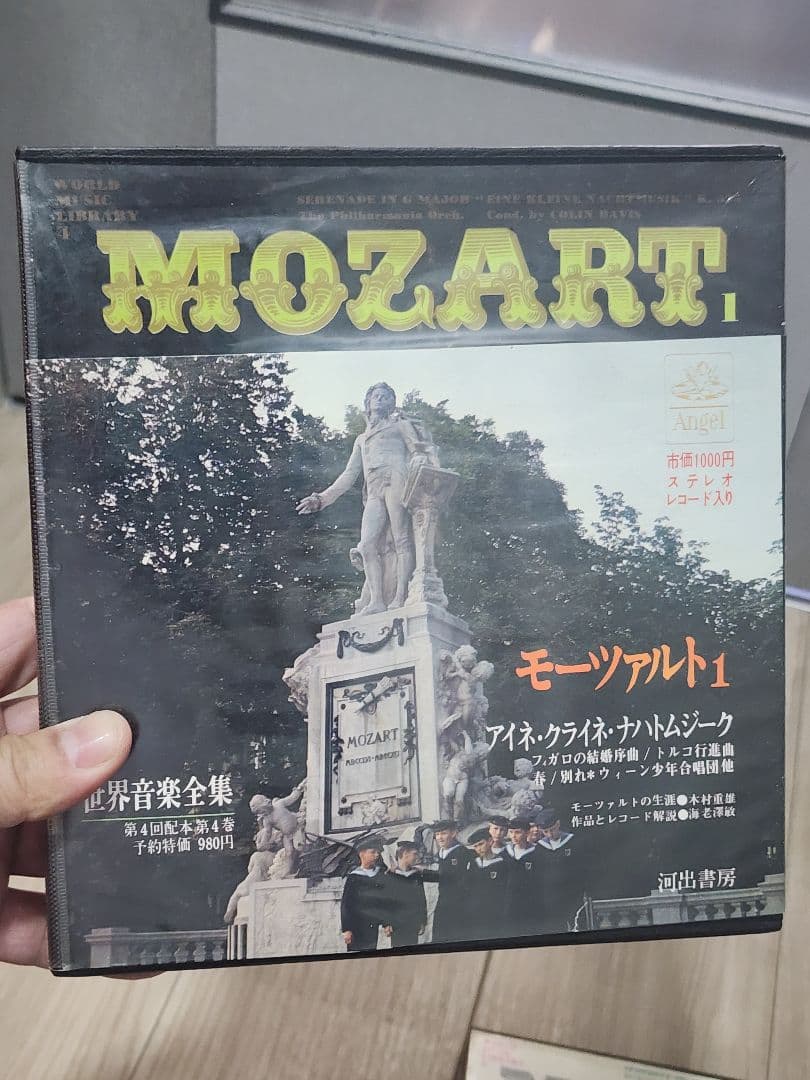 WORLD
MUSIC
LIBRARY
4
SERENADE IN G MAJOR "EINE KLEINE NACHTMUSIK" K.
The Philharmonia Orch. Cond. by COLIN DAVIS
MOZART 1
Angel
市価1000円
ステレオ
レコード入り
モーツァルト1
アイネ・クライネ・ナハトムジーク
フィガロの結婚序曲/トルコ行進曲
春/別れ*ウィーン少年合唱団他
モーツァルトの生涯●木村重雄
作品とレコード解説●海老澤敏
MOZART
世界音楽全集
第4回配本第4巻
予約特価 980円
河出書房